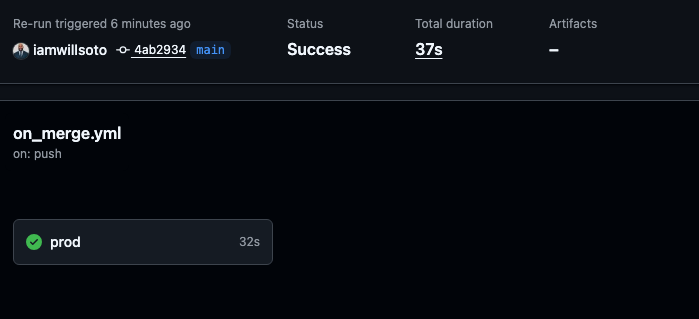 Re-run triggered 6 minutes ago
iamwillsoto 4ab2934 main
Status
Success
Total duration
37s
Artifacts
–
on_merge.yml
on: push
prod 32s